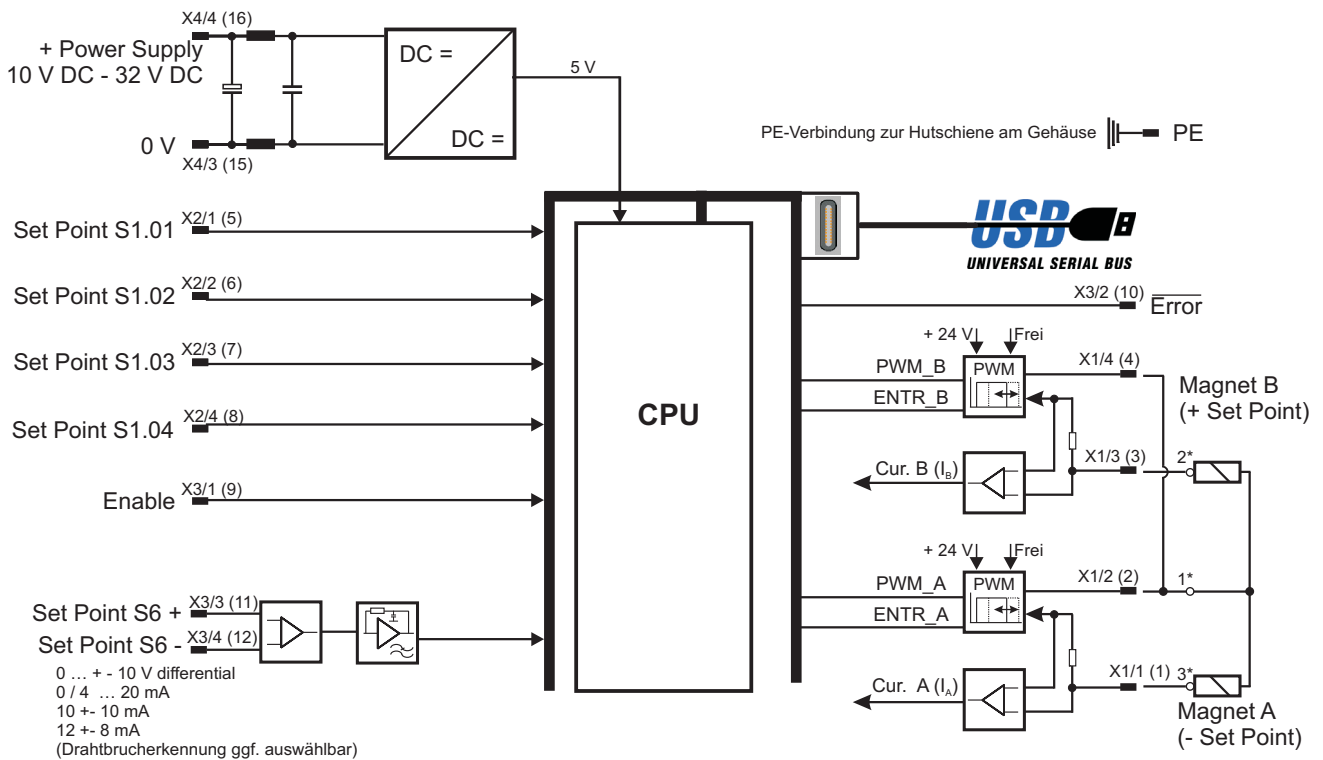 X4/4 (16)
+ Power Supply
10 V DC - 32 V DC
0 V
X4/3 (15)
DC =
DC =
5 V
PE-Verbindung zur Hutschiene am Gehäuse
PE
Set Point S1.01
X2/1 (5)
Set Point S1.02
X2/2 (6)
Set Point S1.03
X2/3 (7)
Set Point S1.04
X2/4 (8)
Enable
X3/1 (9)
Set Point S6 +
X3/3 (11)
Set Point S6 -
X3/4 (12)
0 ... + - 10 V differential
0 / 4 ... 20 mA
10 +- 10 mA
12 +- 8 mA
(Drahtbrucherkennung ggf. auswählbar)
CPU
USB
UNIVERSAL SERIAL BUS
X3/2 (10)
Error
+ 24 V
Frei
PWM_B
PWM
X1/4 (4)
ENTR_B
Magnet B
(+ Set Point)
Cur. B (I_B)
X1/3 (3)
2*
+ 24 V
Frei
PWM_A
PWM
X1/2 (2)
1*
ENTR_A
Cur. A (I_A)
X1/1 (1)
3*
Magnet A
(- Set Point)